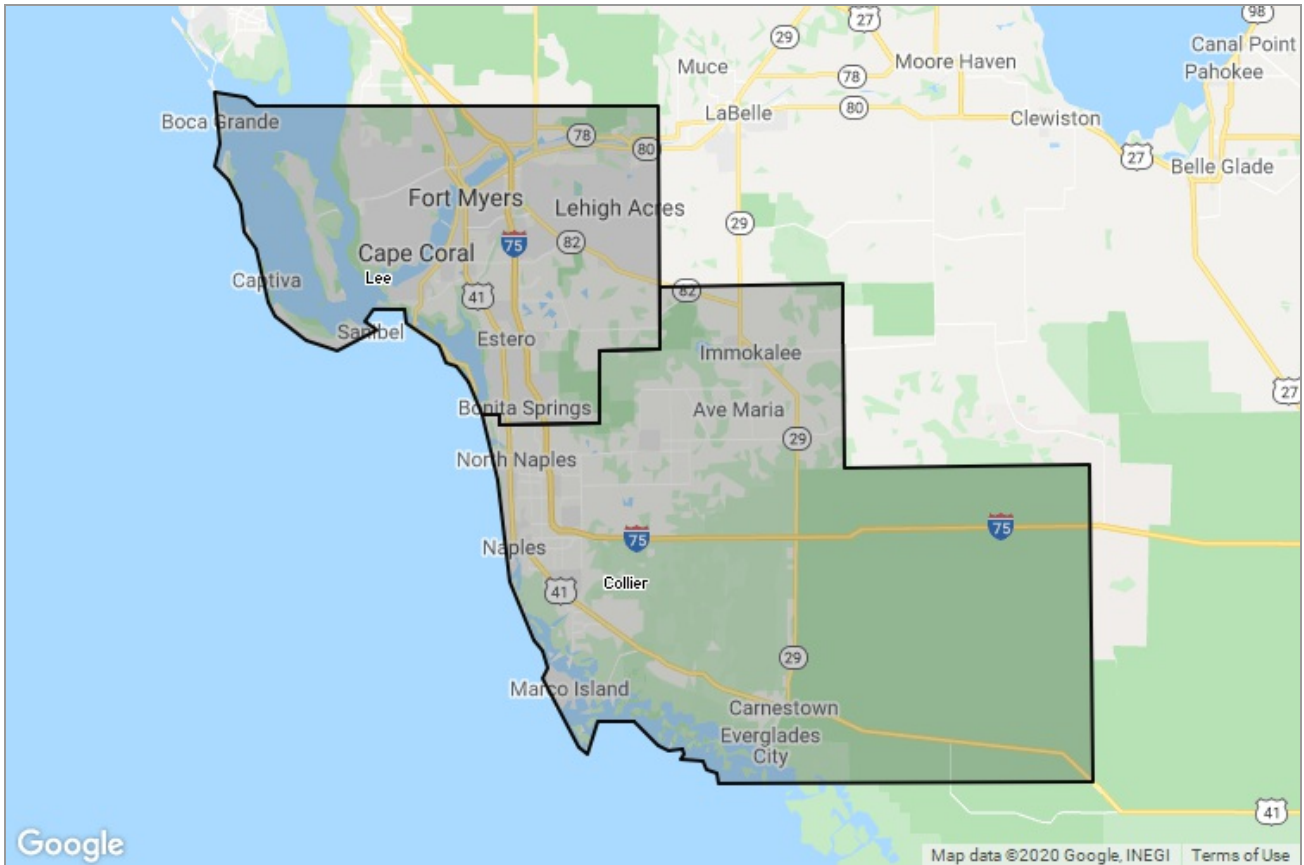 98
27
29
Canal Point
Muce
Moore Haven
Pahokee
78
80
LaBelle
Clewiston
Boca Grande
78
80
27
Belle Glade
Fort Myers
Lehigh Acres
29
82
75
Cape Coral
Lee
Captiva
41
82
Sanibel
Estero
Immokalee
27
Bonita Springs
Ave Maria
29
North Naples
75
75
Naples
Collier
41
29
Marco Island
Carnestown
Everglades
City
41
Google
Map data ©2020 Google, INEGI
Terms of Use